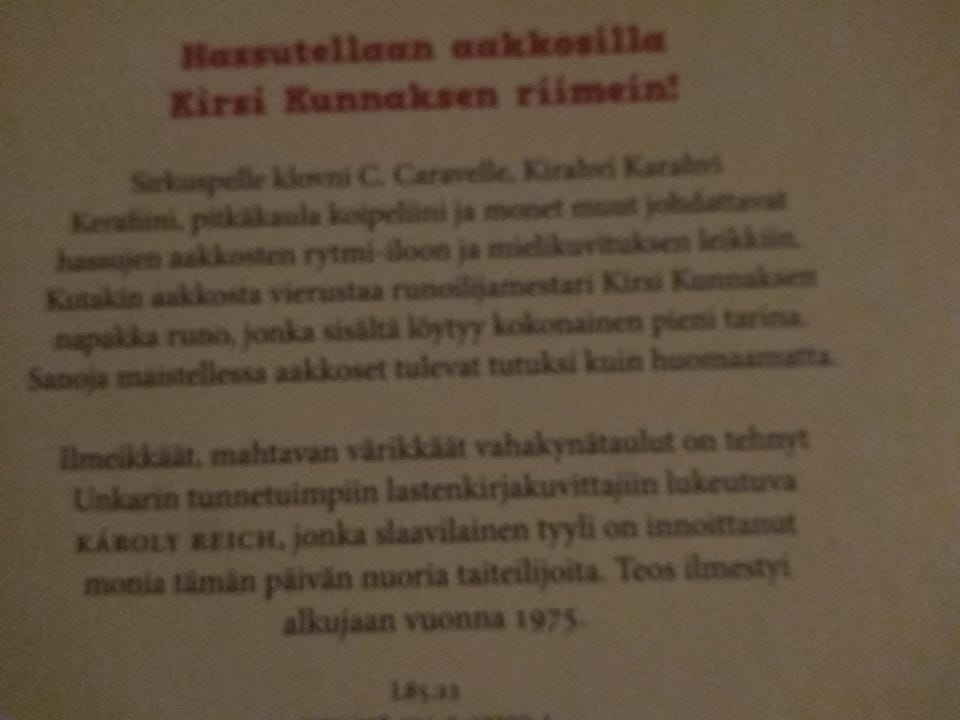 Hassutellaan aakkosilla
Kirsi Kunnaksen riimein!
Sirkuspelle klovni C. Caravelle, Kirahvi Karahvi
Kerafiini, pitkäkaula koipeliini ja monet muut johdattavat
hassujen aakkosten rytmi-iloon ja mielikuvituksen leikkiin.
Kutakin aakkosta vierustaa runoilijamestari Kirsi Kunnaksen
napakka runo, jonka sisältä löytyy kokonainen pieni tarina.
Sanoja maistellessa aakkoset tulevat tutuksi kuin huomaamatta.
Ilmeikkäät, mahtavan värikkäät vahakynätaulut on tehnyt
Unkarin tunnetuimpiin lastenkirjakuvittajiin lukeutuva
KÁROLY REICH, jonka slaavilainen tyyli on innoittanut
monia tämän päivän nuoria taiteilijoita. Teos ilmestyi
alkujaan vuonna 1975.
L85.22